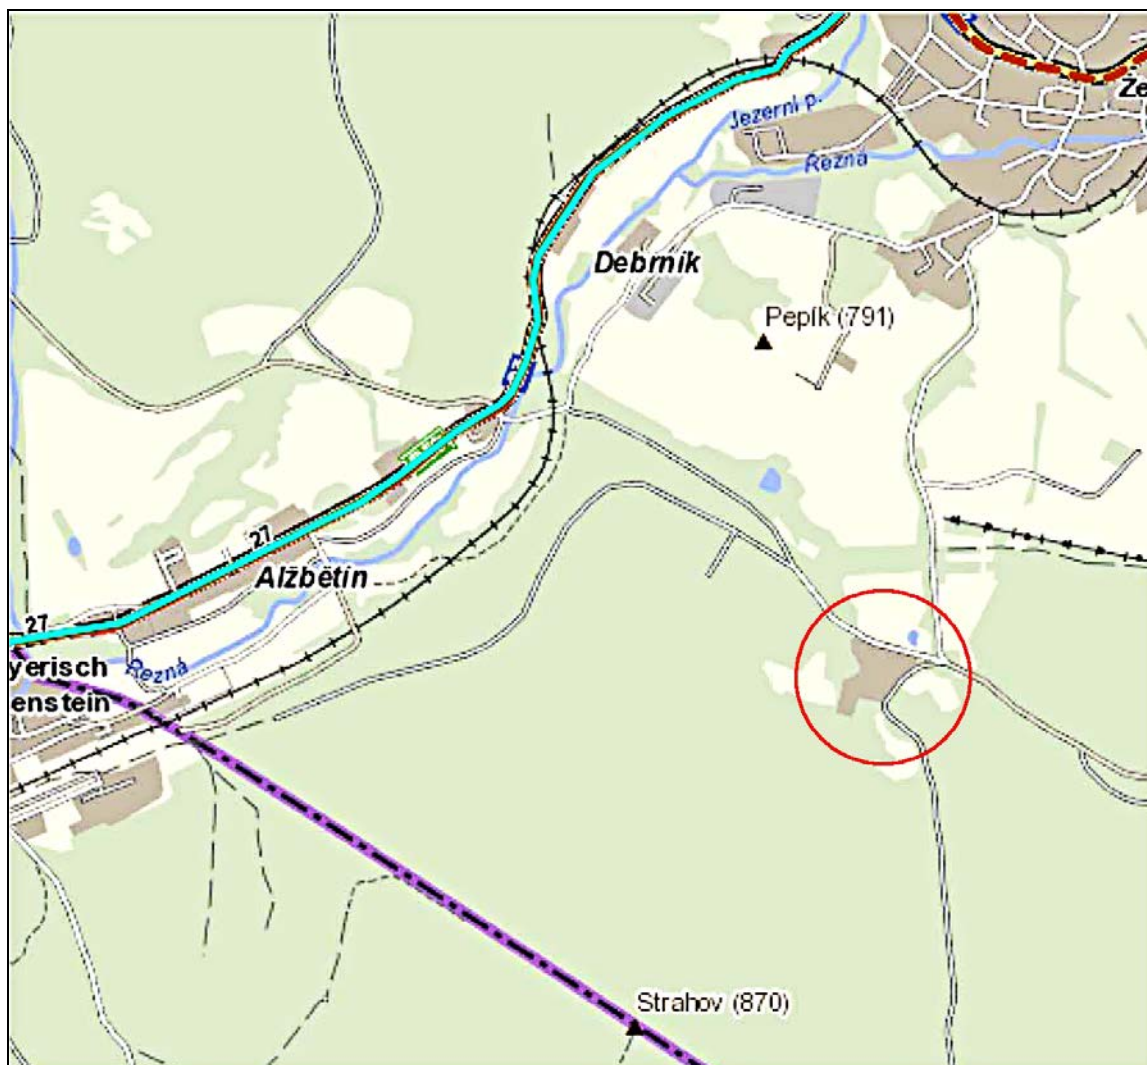 Že
Jezerní p.
Řezná
Debrník
Pepík (791)
27
Alžbětín
27
yerisch
enstein
Řezná
Strahov (870)